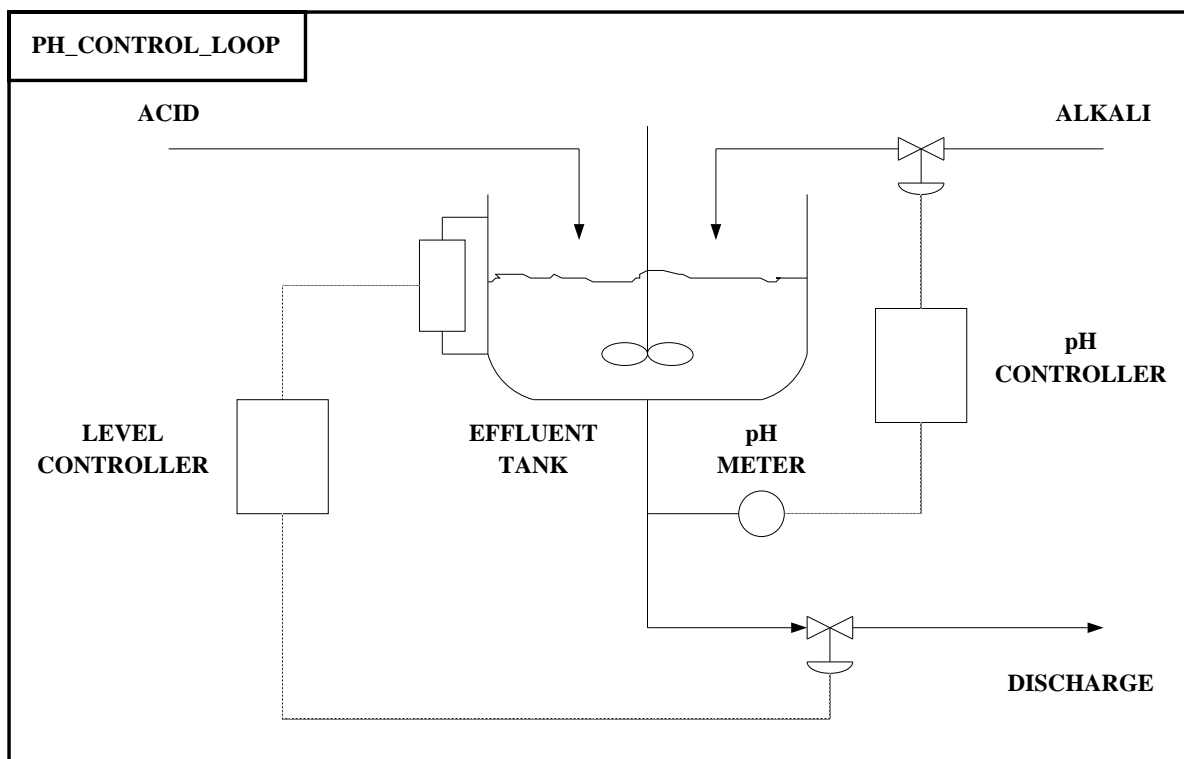 PH_CONTROL_LOOP
ACID
ALKALI
pH
CONTROLLER
LEVEL
CONTROLLER
EFFLUENT
TANK
pH
METER
DISCHARGE